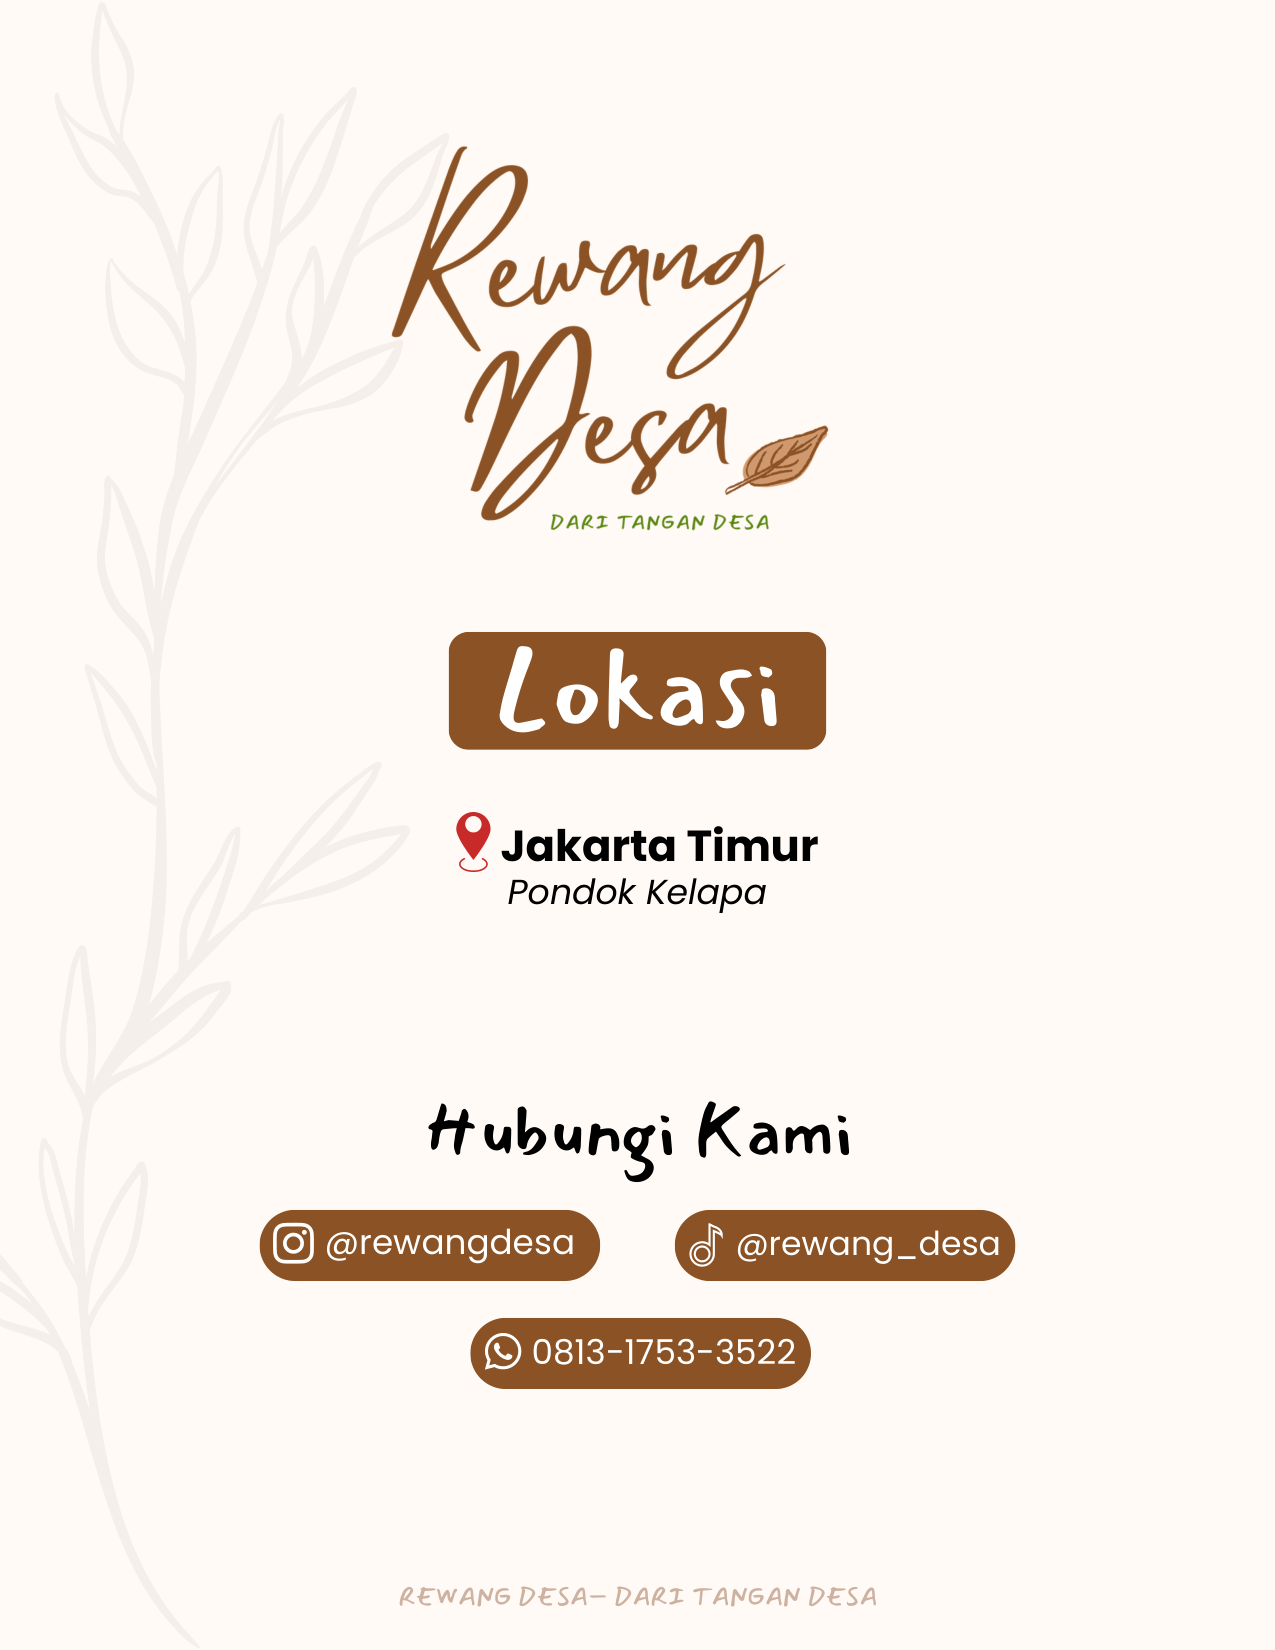 Rewang
Desa
DARI TANGAN DESA
Lokasi
Jakarta Timur
Pondok Kelapa
Hubungi Kami
@rewangdesa
@rewang_desa
0813-1753-3522
REWANG DESA– DARI TANGAN DESA